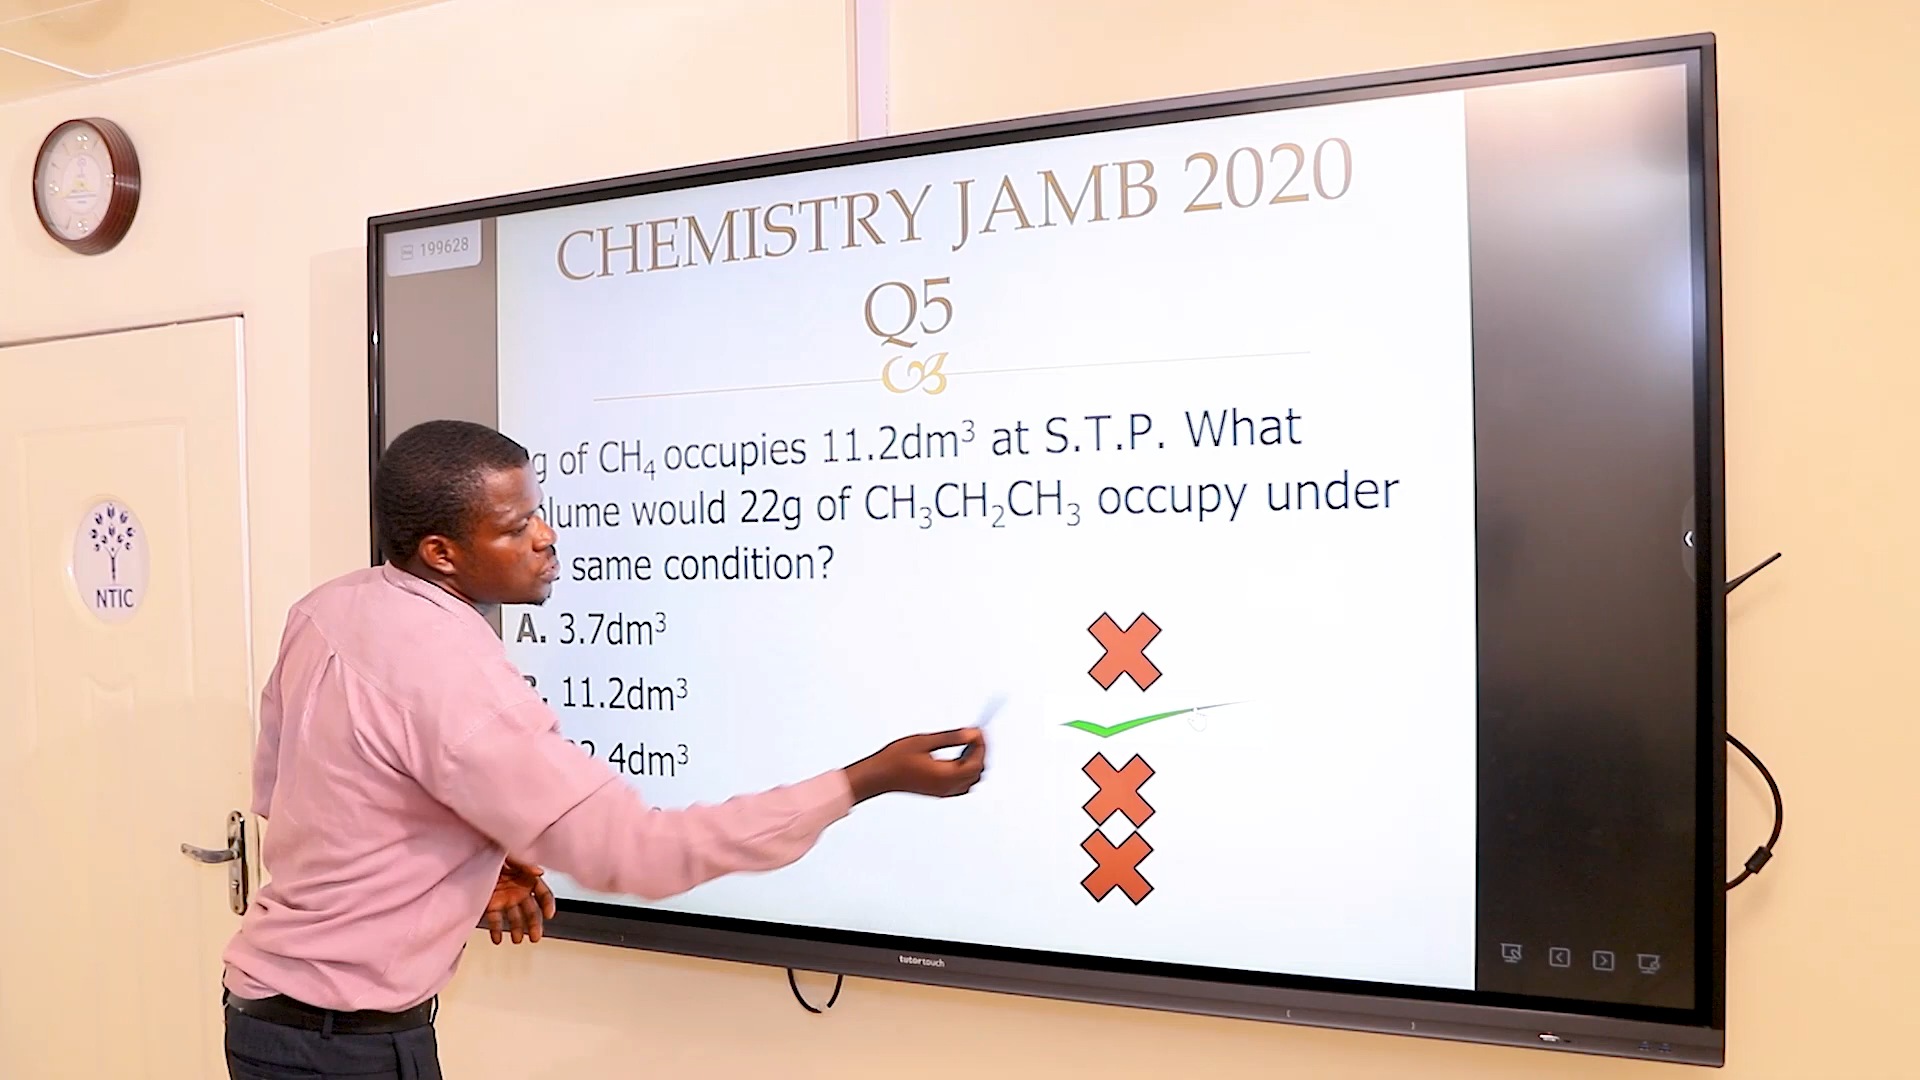 199628
CHEMISTRY JAMB 2020
Q5
g of CH₄ occupies 11.2dm³ at S.T.P. What
lume would 22g of CH₃CH₂CH₃ occupy under
same condition?
A. 3.7dm³
11.2dm³
.4dm³
NTIC
tutortouch